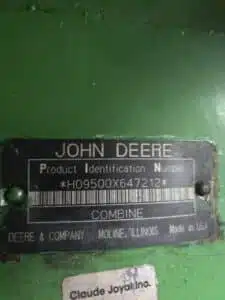 JOHN DEERE
Product Identification Number
*H09500X647212*
COMBINE
DEERE & COMPANY MOLINE, ILLINOIS Made in USA
Claude Joyal Inc.